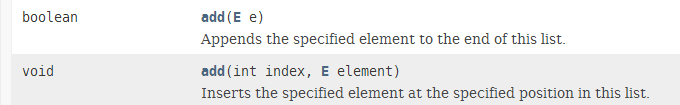 boolean add(E e)
Appends the specified element to the end of this list.
void add(int index, E element)
Inserts the specified element at the specified position in this list.